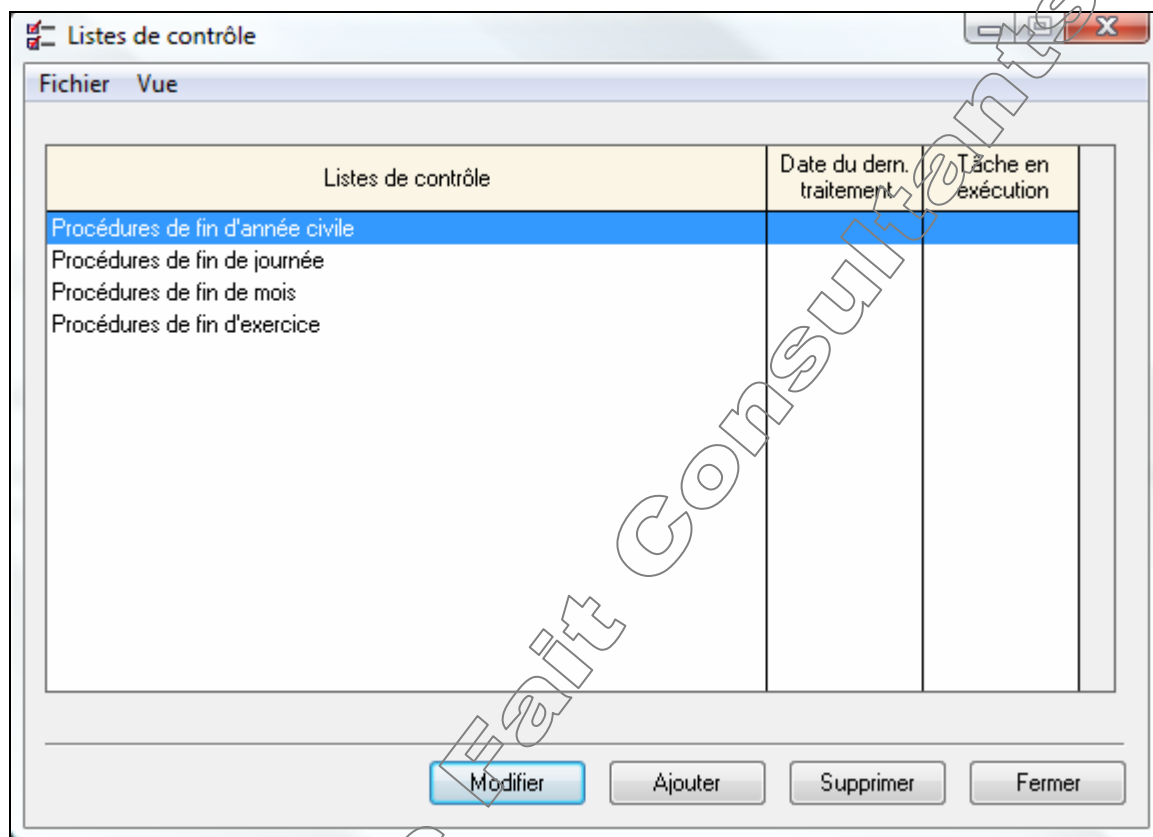 Listes de contrôle
Fichier Vue
Listes de contrôle
Date du dern. traitement
Tâche en exécution
Procédures de fin d'année civile
Procédures de fin de journée
Procédures de fin de mois
Procédures de fin d'exercice
Modifier Ajouter Supprimer Fermer
Fait Consultants